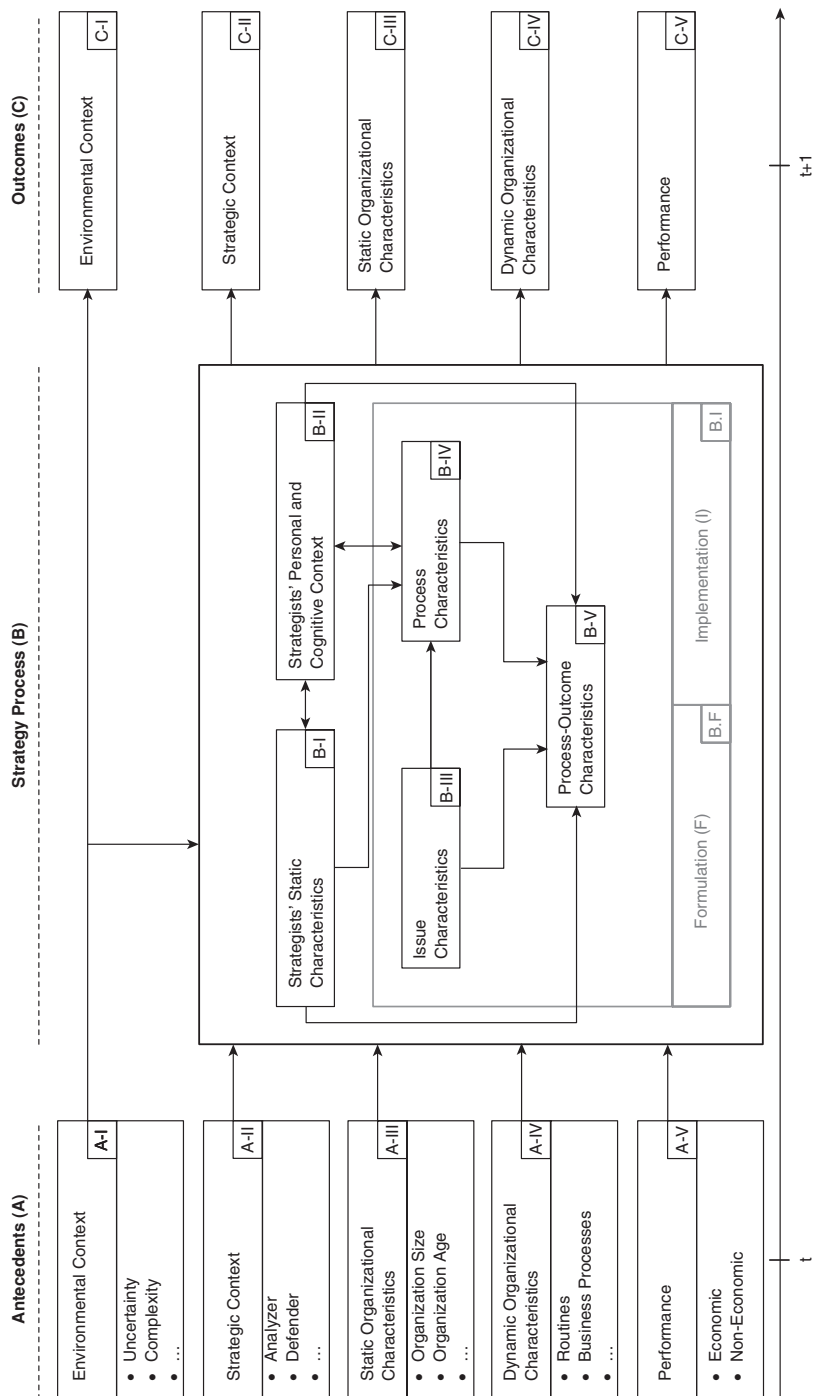 Antecedents (A)
Strategy Process (B)
Outcomes (C)
Environmental Context
A-I
• Uncertainty
• Complexity
• …
Strategic Context
A-II
• Analyzer
• Defender
• …
Static Organizational
Characteristics
A-III
• Organization Size
• Organization Age
• …
Dynamic Organizational
Characteristics
A-IV
• Routines
• Business Processes
• …
Performance
A-V
• Economic
• Non-Economic
Strategists' Static
Characteristics
B-I
Strategists' Personal and
Cognitive Context
B-II
Issue
Characteristics
B-III
Process
Characteristics
B-IV
Process-Outcome
Characteristics
B-V
Formulation (F)
B.F
Implementation (I)
B.I
Environmental Context
C-I
Strategic Context
C-II
Static Organizational
Characteristics
C-III
Dynamic Organizational
Characteristics
C-IV
Performance
C-V
t
t+1